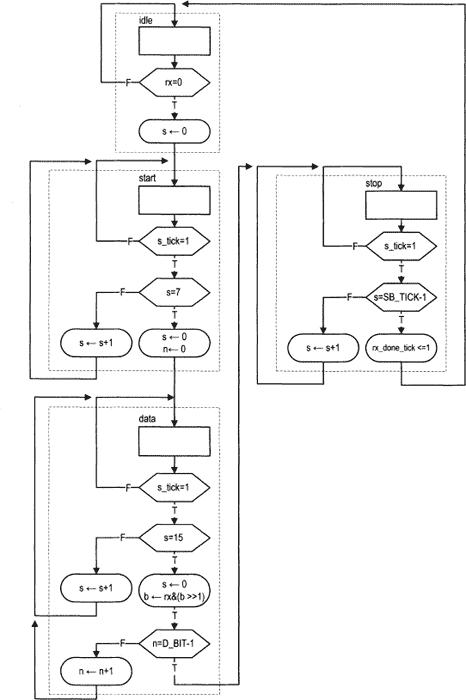 idle
rx=0
F
T
s ← 0
start
s_tick=1
F
T
s=7
F
T
s ← s+1
s ← 0
n← 0
data
s_tick=1
F
T
s=15
F
T
s ← s+1
s ← 0
b ← rx&(b >>1)
T
n=D_BIT-1
F
T
n ← n+1
stop
s_tick=1
F
T
s=SB_TICK-1
F
T
s ← s+1
rx_done_tick <=1